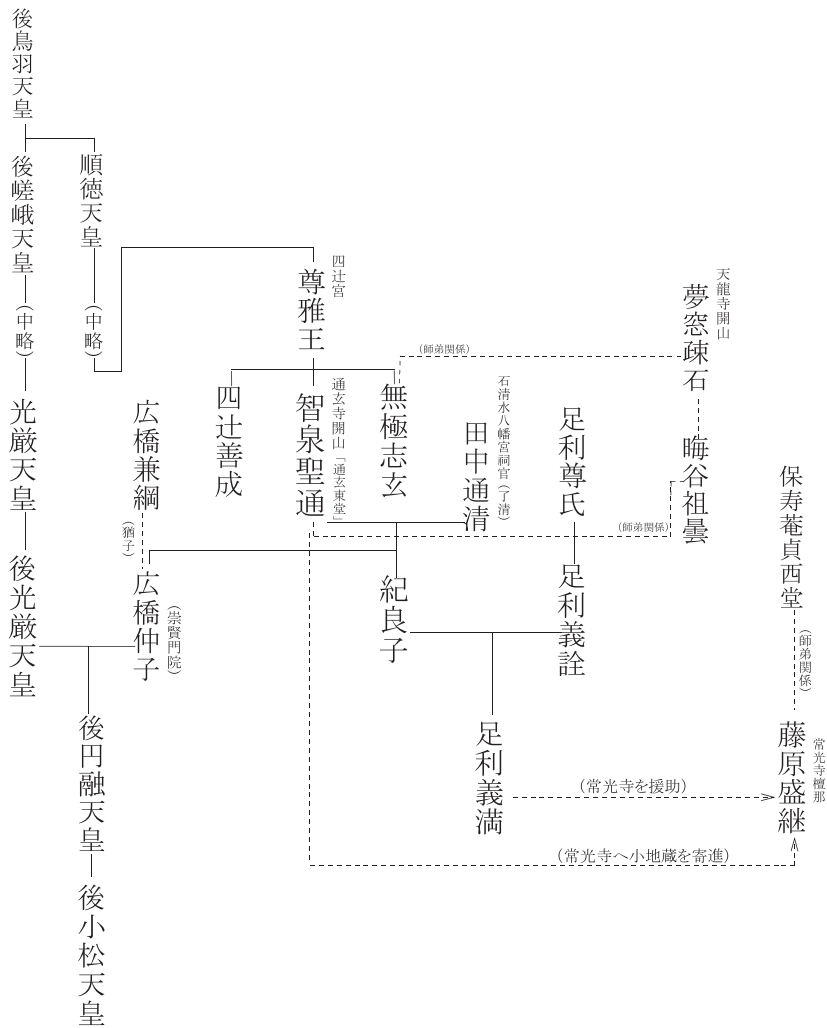 後鳥羽天皇
後嵯峨天皇
（中略）
光厳天皇
後光厳天皇
順徳天皇
（中略）
四辻宮
尊雅王
四辻善成
通玄寺開山「通玄東堂」
智泉聖通
無極志玄
石清水八幡宮祠官（了清）
田中通清
足利尊氏
天龍寺開山
夢窓疎石
（師弟関係）
晦谷祖曇
（師弟関係）
保寿菴貞西堂
（師弟関係）
広橋兼綱
（猶子）
広橋仲子
（崇賢門院）
紀良子
足利義詮
後円融天皇
後小松天皇
足利義満
（常光寺を援助）
常光寺檀那
藤原盛継
（常光寺へ小地蔵を寄進）